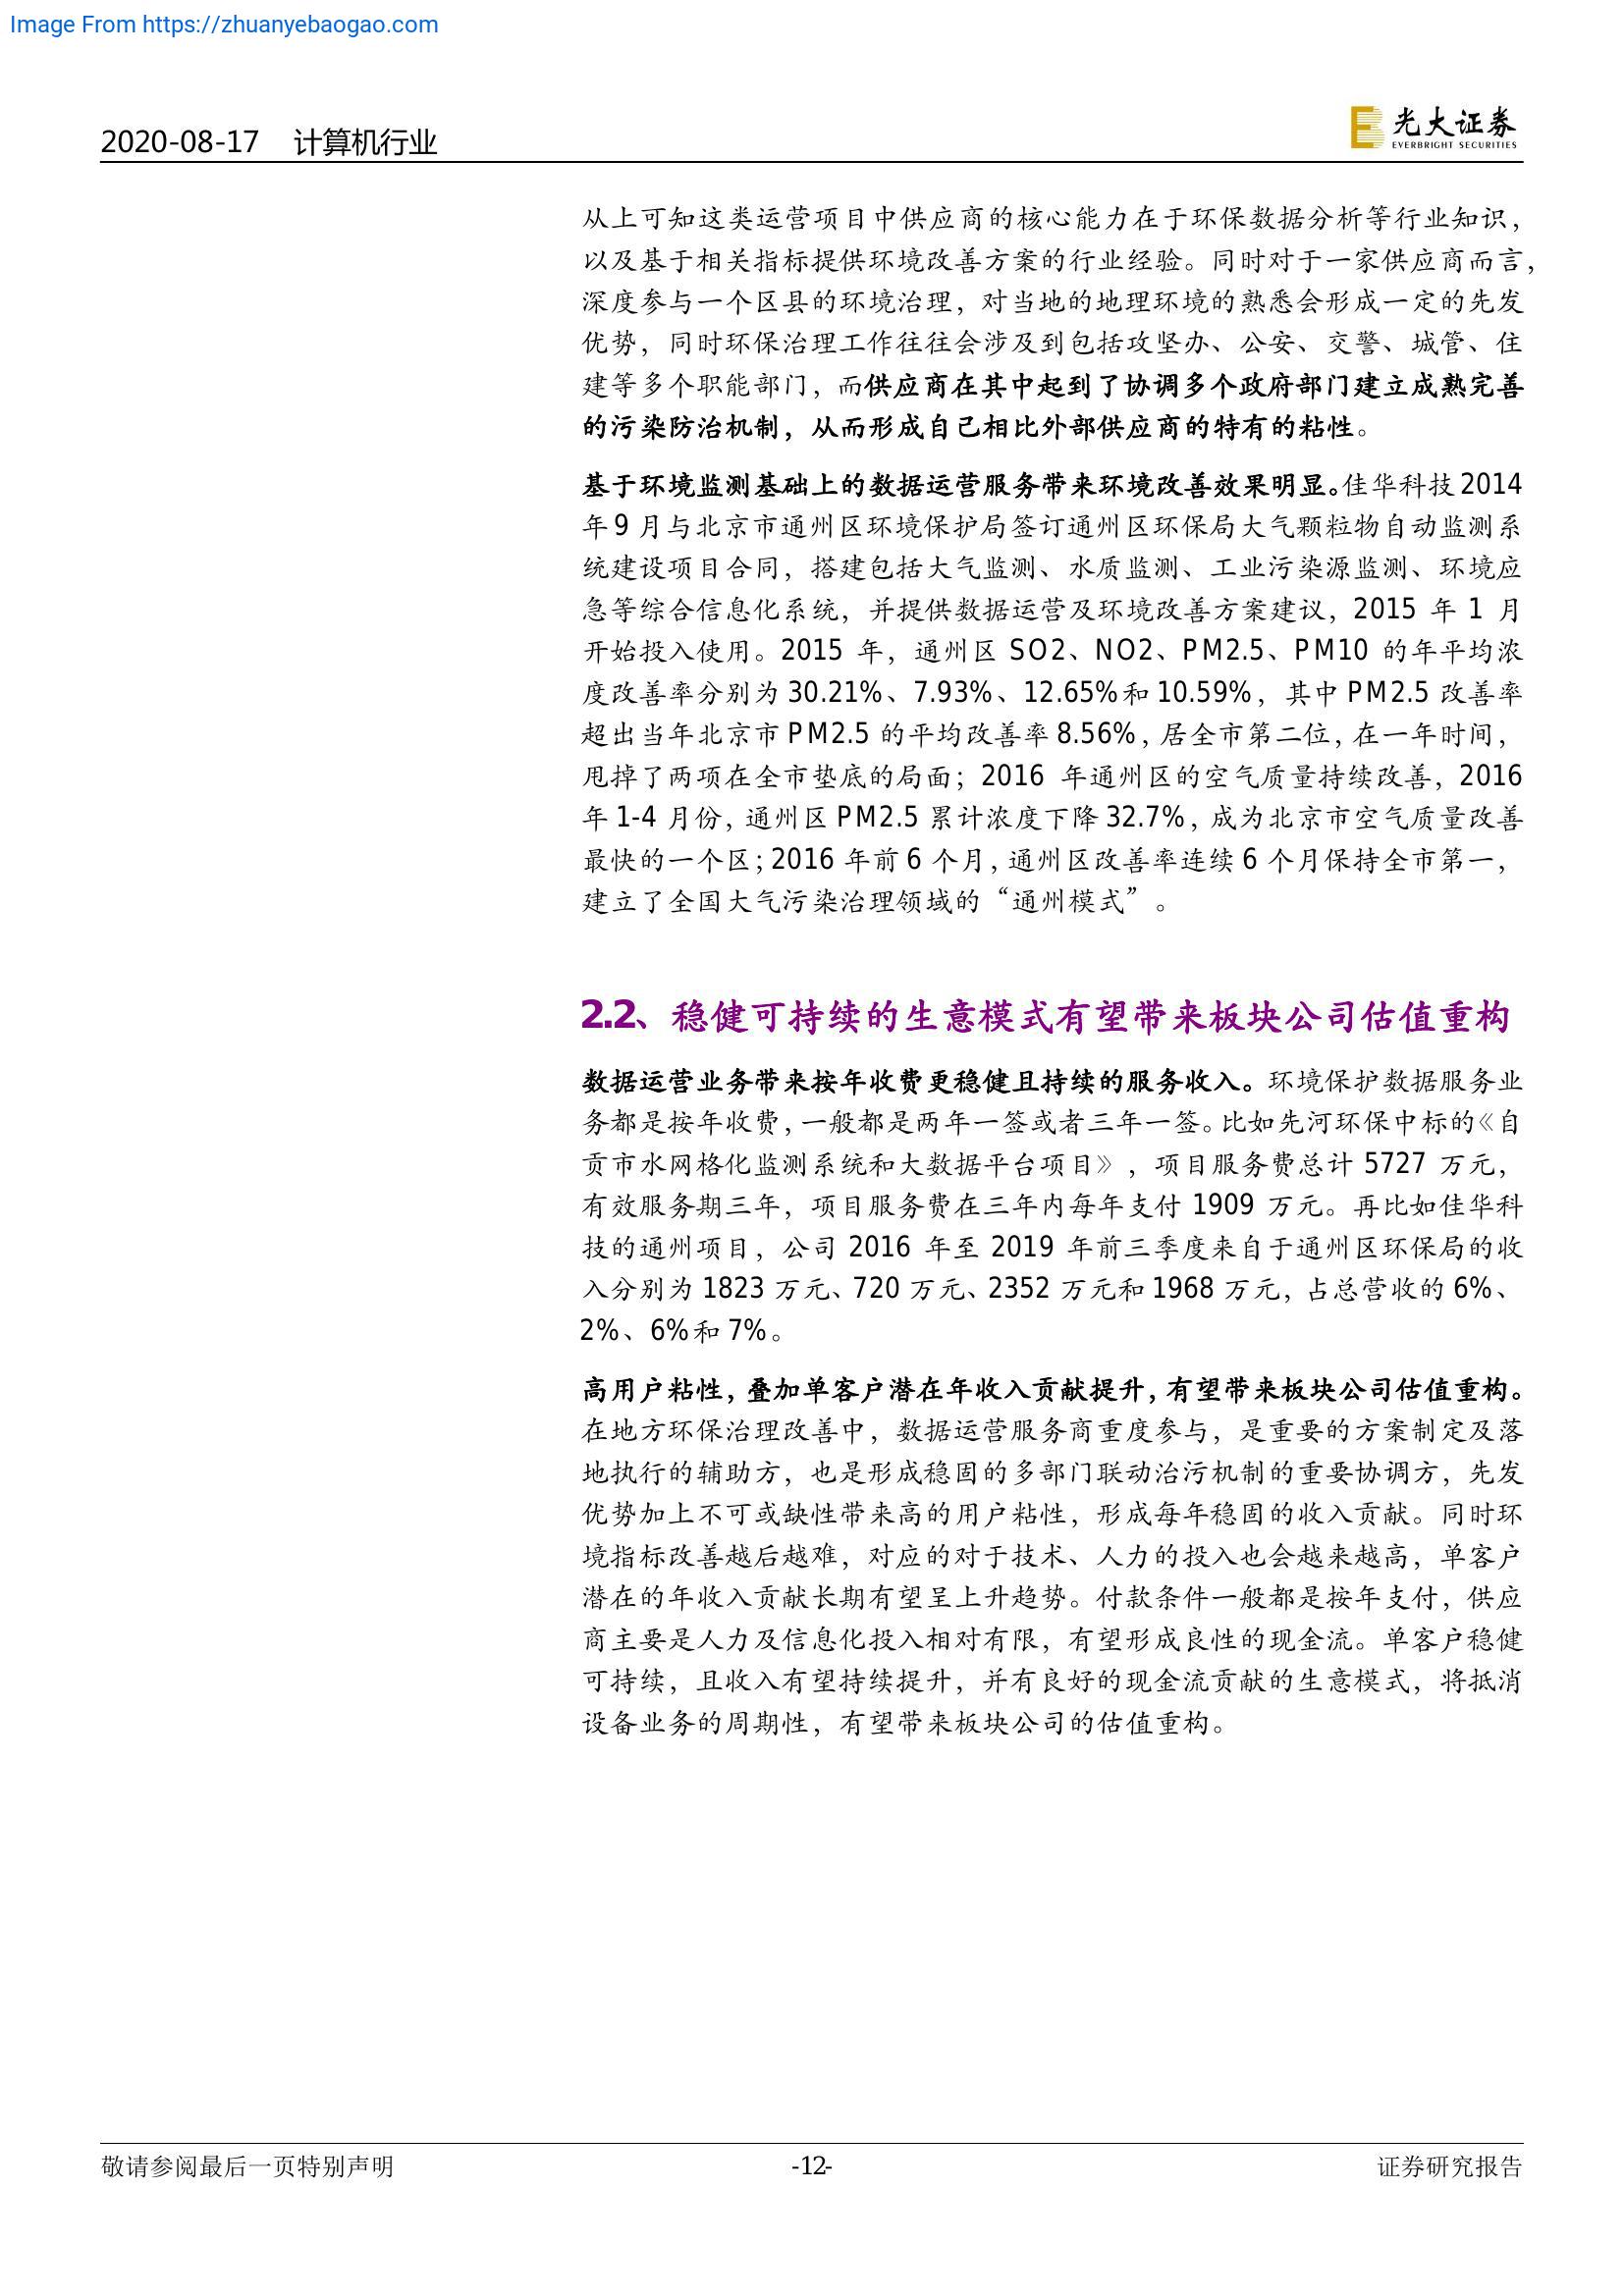 Image From https://zhuanyebaogao.com
2020-08-17 计算机行业
光大证券
EVERBRIGHT SECURITIES
从上可知这类运营项目中供应商的核心能力在于环保数据分析等行业知识，
以及基于相关指标提供环境改善方案的行业经验。同时对于一家供应商而言，
深度参与一个区县的环境治理，对当地的地理环境的熟悉会形成一定的先发
优势，同时环保治理工作往往会涉及到包括攻坚办、公安、交警、城管、住
建等多个职能部门，而供应商在其中起到了协调多个政府部门建立成熟完善
的污染防治机制，从而形成自己相比外部供应商的特有的粘性。
基于环境监测基础上的数据运营服务带来环境改善效果明显。佳华科技 2014
年 9 月与北京市通州区环境保护局签订通州区环保局大气颗粒物自动监测系
统建设项目合同，搭建包括大气监测、水质监测、工业污染源监测、环境应
急等综合信息化系统，并提供数据运营及环境改善方案建议，2015 年 1 月
开始投入使用。2015 年，通州区 SO2、NO2、PM2.5、PM10 的年平均浓
度改善率分别为 30.21%、7.93%、12.65%和 10.59%，其中 PM2.5 改善率
超出当年北京市 PM2.5 的平均改善率 8.56%，居全市第二位，在一年时间，
甩掉了两项在全市垫底的局面；2016 年通州区的空气质量持续改善，2016
年 1-4 月份，通州区 PM2.5 累计浓度下降 32.7%，成为北京市空气质量改善
最快的一个区；2016 年前 6 个月，通州区改善率连续 6 个月保持全市第一，
建立了全国大气污染治理领域的“通州模式”。
2.2、稳健可持续的生意模式有望带来板块公司估值重构
数据运营业务带来按年收费更稳健且持续的服务收入。环境保护数据服务业
务都是按年收费，一般都是两年一签或者三年一签。比如先河环保中标的《自
贡市水网格化监测系统和大数据平台项目》，项目服务费总计 5727 万元，
有效服务期三年，项目服务费在三年内每年支付 1909 万元。再比如佳华科
技的通州项目，公司 2016 年至 2019 年前三季度来自于通州区环保局的收
入分别为 1823 万元、720 万元、2352 万元和 1968 万元，占总营收的 6%、
2%、6%和 7%。
高用户粘性，叠加单客户潜在年收入贡献提升，有望带来板块公司估值重构。
在地方环保治理改善中，数据运营服务商重度参与，是重要的方案制定及落
地执行的辅助方，也是形成稳固的多部门联动治污机制的重要协调方，先发
优势加上不可或缺性带来高的用户粘性，形成每年稳固的收入贡献。同时环
境指标改善越后越难，对应的对于技术、人力的投入也会越来越高，单客户
潜在的年收入贡献长期有望呈上升趋势。付款条件一般都是按年支付，供应
商主要是人力及信息化投入相对有限，有望形成良性的现金流。单客户稳健
可持续，且收入有望持续提升，并有良好的现金流贡献的生意模式，将抵消
设备业务的周期性，有望带来板块公司的估值重构。
敬请参阅最后一页特别声明
-12-
证券研究报告